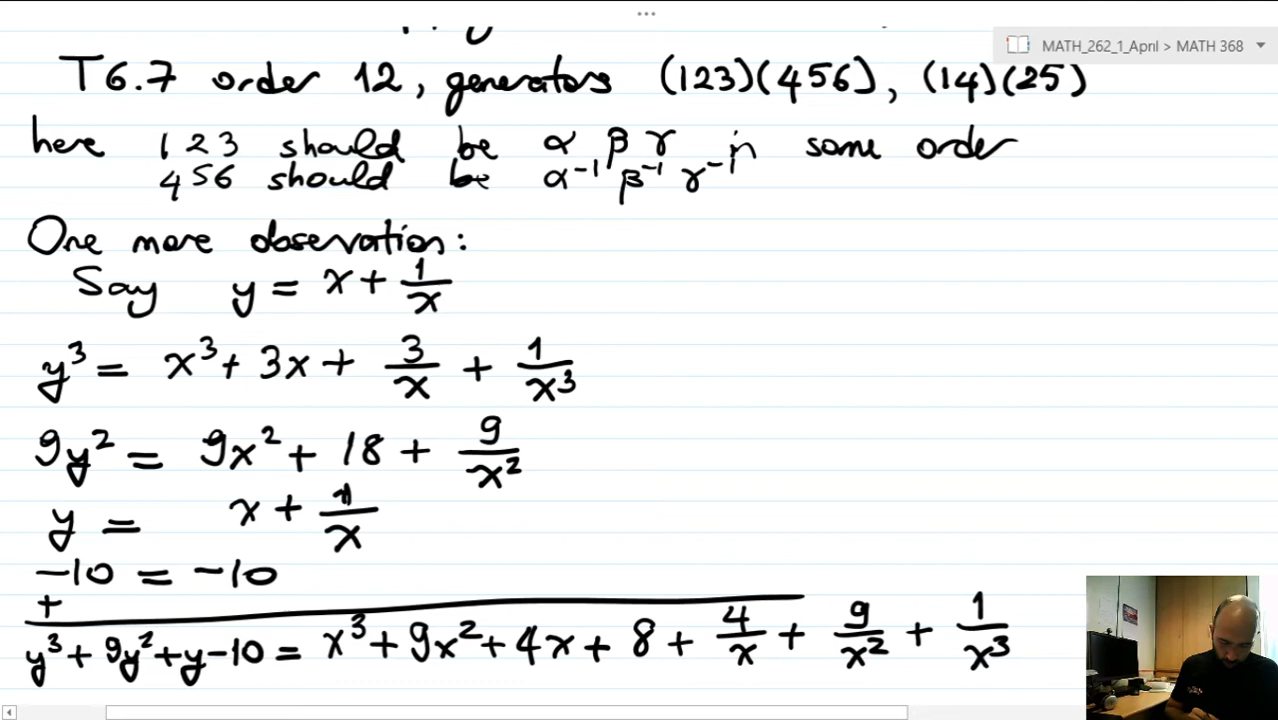 MATH_262_1_April > MATH 368
T6.7 order 12, generators (123)(456), (14)(25)
here 1 2 3 should be α β γ in same order
4 5 6 should be α⁻¹ β⁻¹ γ⁻¹
One more observation:
Say y = x + 1/x
y³ = x³ + 3x + 3/x + 1/x³
9y² = 9x² + 18 + 9/x²
y = x + 1/x
-10 = -10
+
y³ + 9y² + y - 10 = x³ + 9x² + 4x + 8 + 4/x + 9/x² + 1/x³